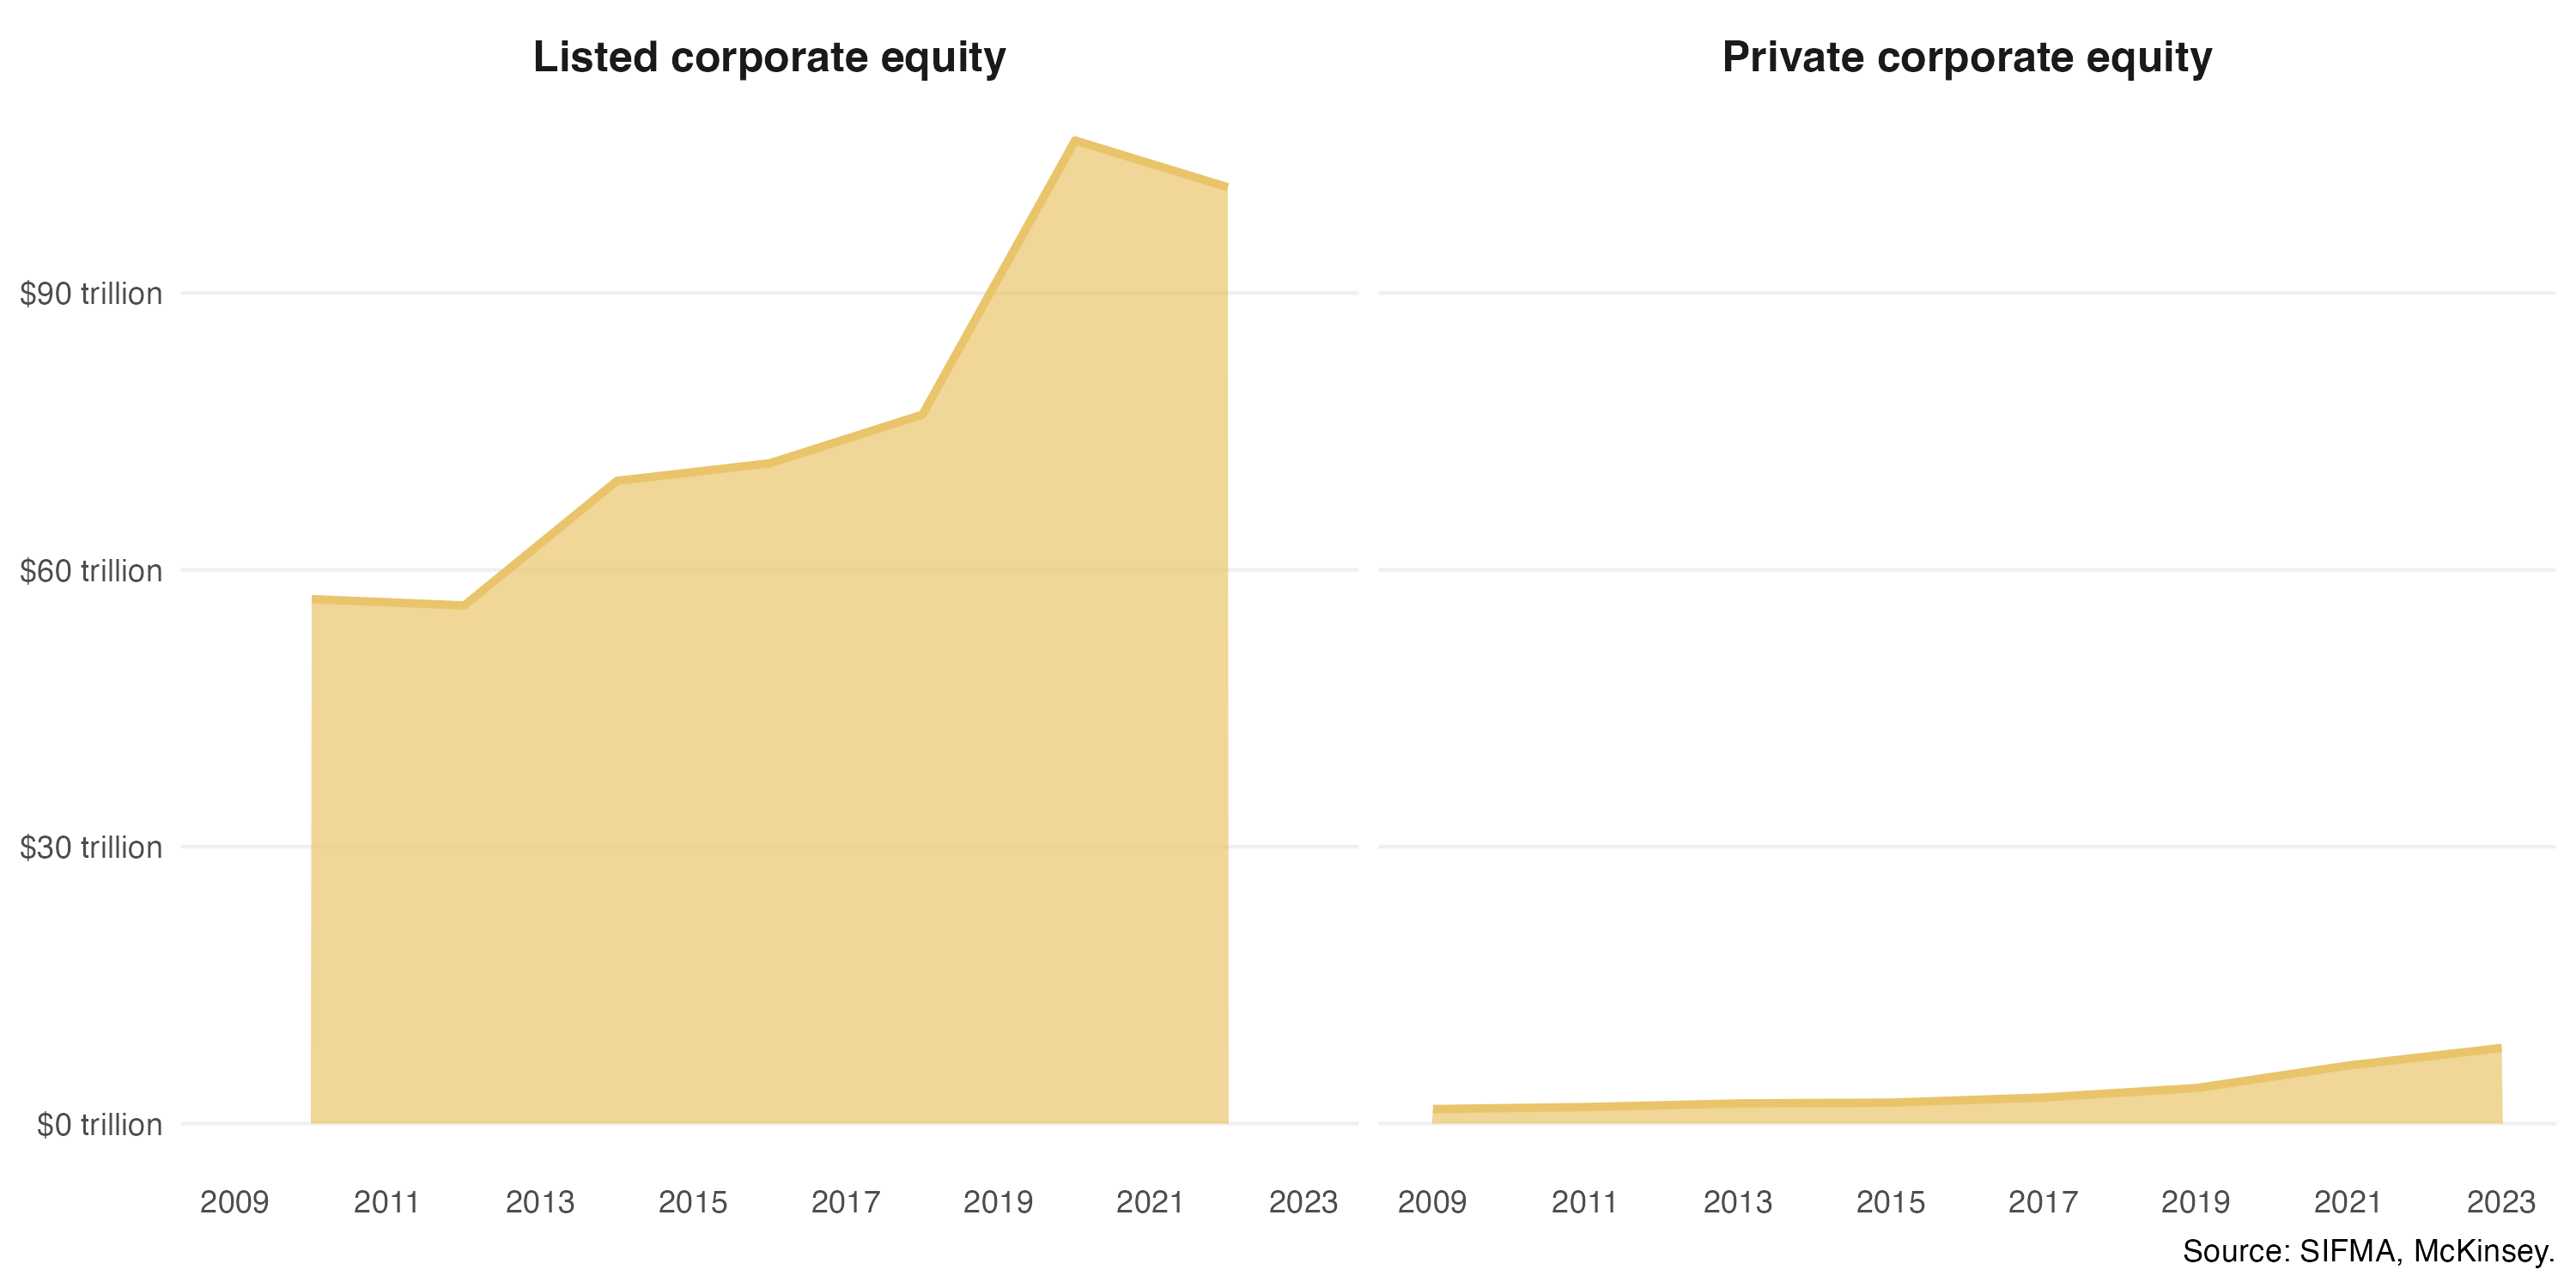 Listed corporate equity
Private corporate equity
$90 trillion
$60 trillion
$30 trillion
$0 trillion
2009 2011 2013 2015 2017 2019 2021 2023
2009 2011 2013 2015 2017 2019 2021 2023
Source: SIFMA, McKinsey.